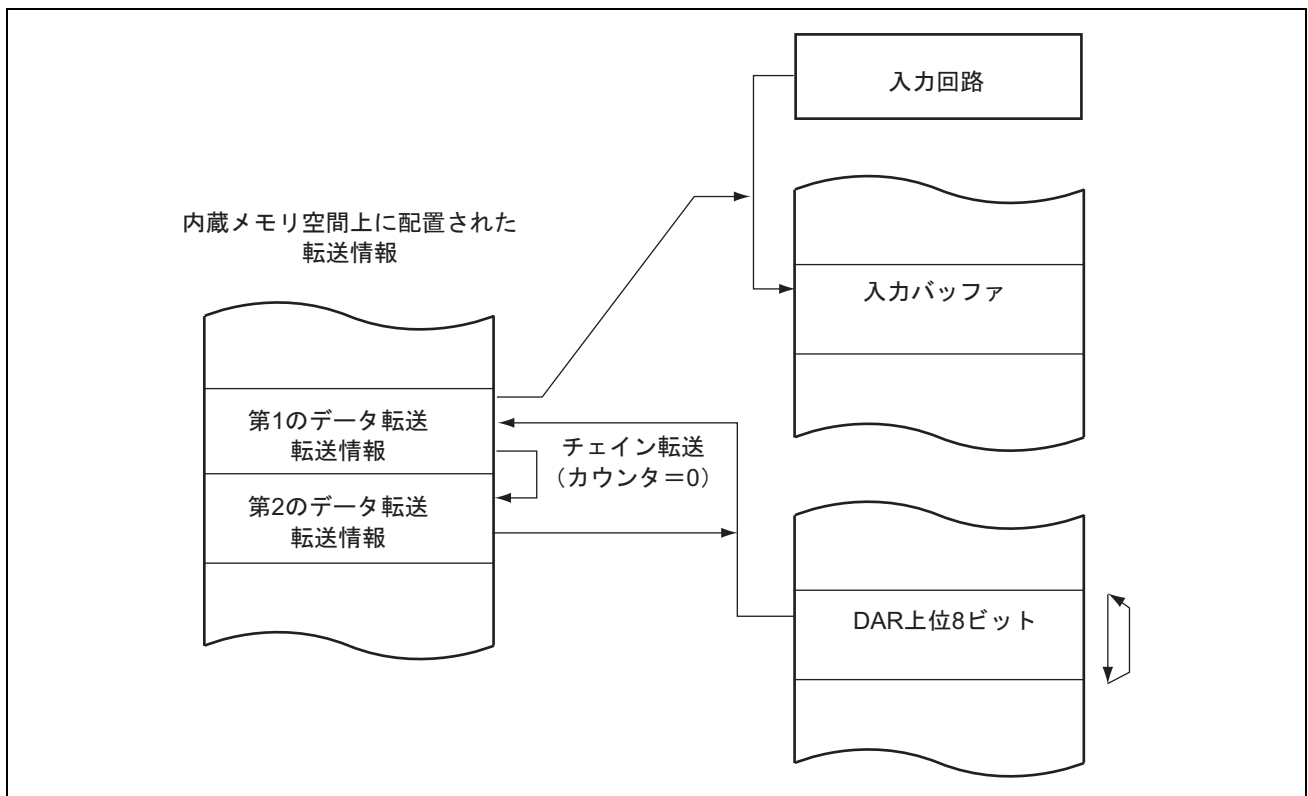 入力回路
内蔵メモリ空間上に配置された
転送情報
入力バッファ
第1のデータ転送
転送情報
チェイン転送
（カウンタ＝0）
第2のデータ転送
転送情報
DAR上位8ビット